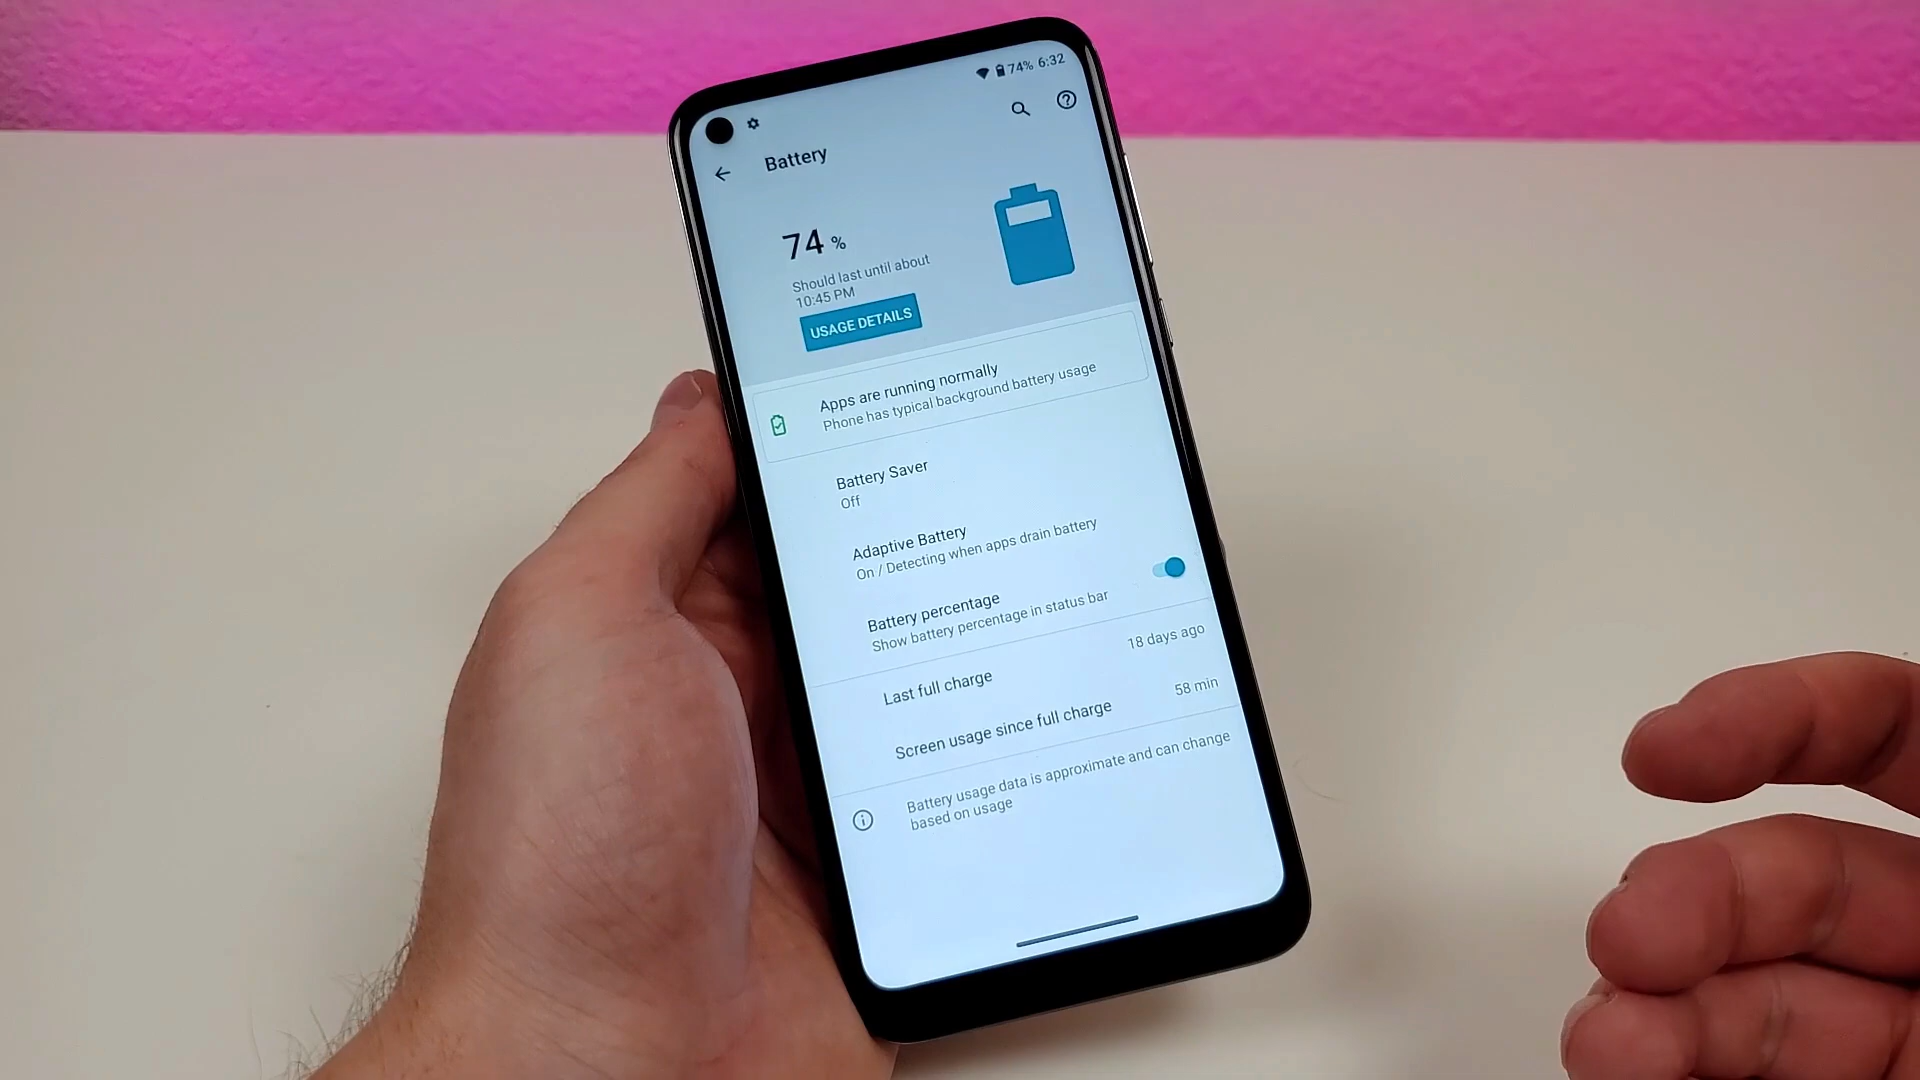 74% 6:32
Battery
74 %
Should last until about
10:45 PM
USAGE DETAILS
Apps are running normally
Phone has typical background battery usage
Battery Saver
Off
Adaptive Battery
On / Detecting when apps drain battery
Battery percentage
Show battery percentage in status bar
Last full charge
18 days ago
Screen usage since full charge
58 min
Battery usage data is approximate and can change
based on usage